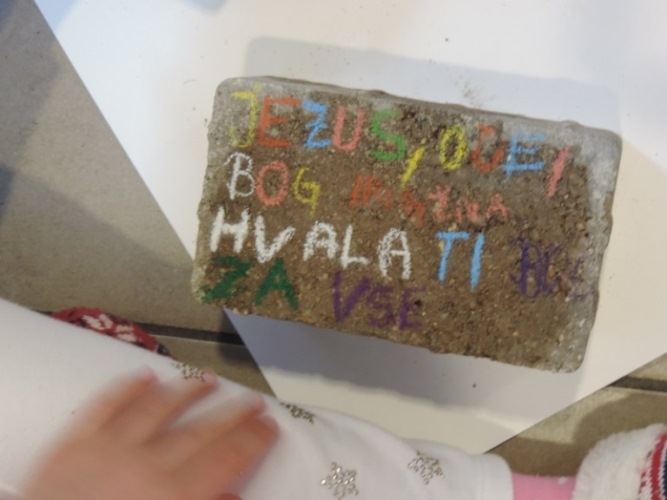 JEZUS, OČE,
BOG
HVALA TI BOG
ZA VSE